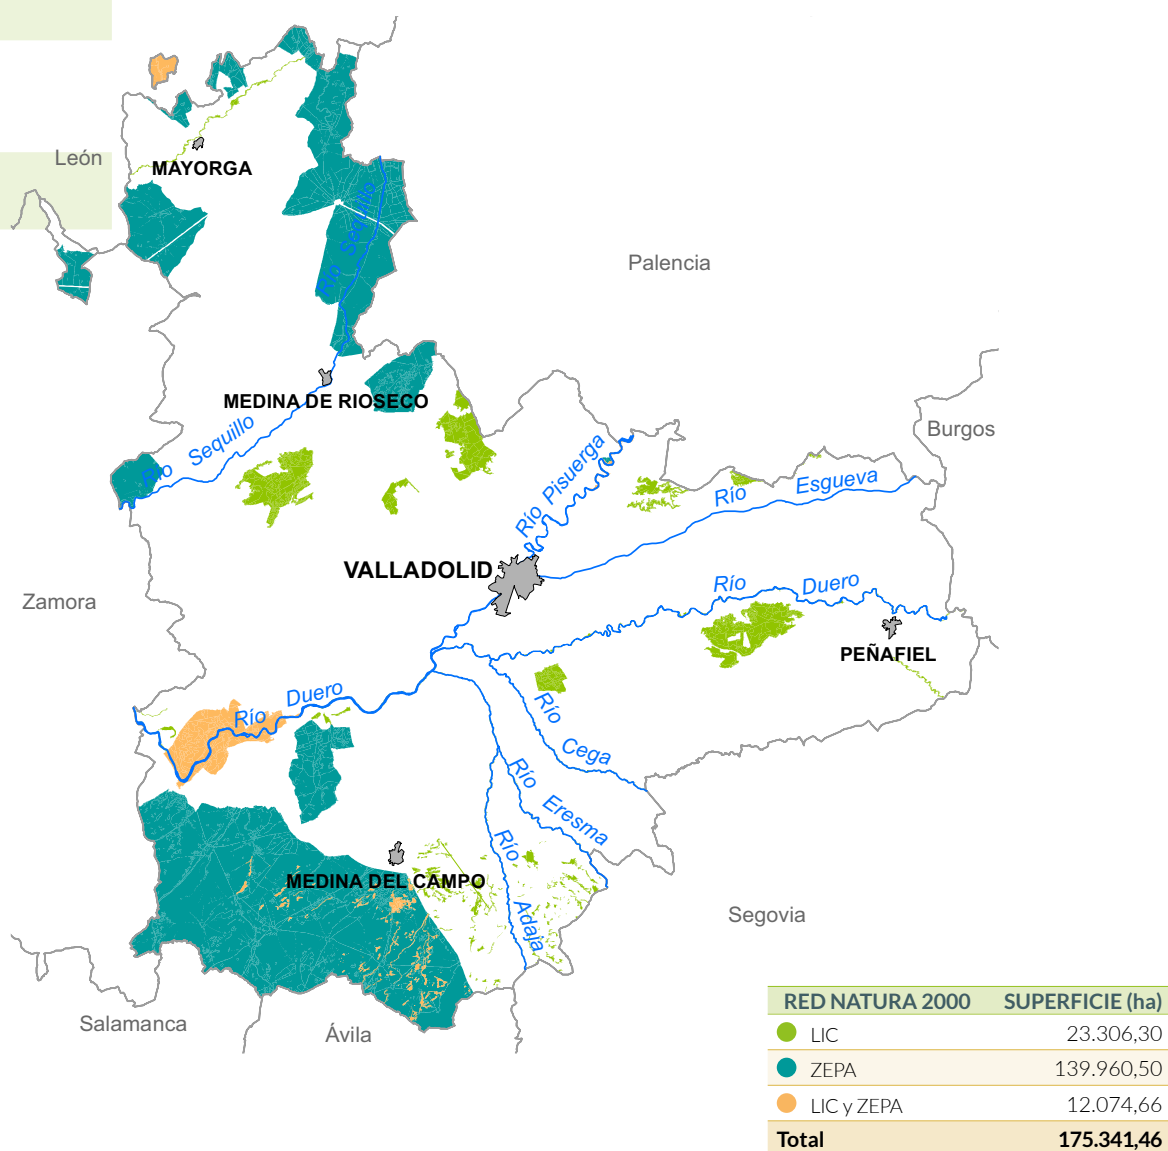 León
MAYORGA
Río Sequillo
Palencia
MEDINA DE RIOSECO
Río Sequillo
Burgos
Río Pisuerga
Río Esgueva
VALLADOLID
Zamora
Río Duero
PEÑAFIEL
Río Duero
Río Cega
Río Eresma
Río Adaja
MEDINA DEL CAMPO
Segovia
Salamanca
Ávila
RED NATURA 2000 SUPERFICIE (ha)
LIC 23.306,30
ZEPA 139.960,50
LIC y ZEPA 12.074,66
Total 175.341,46